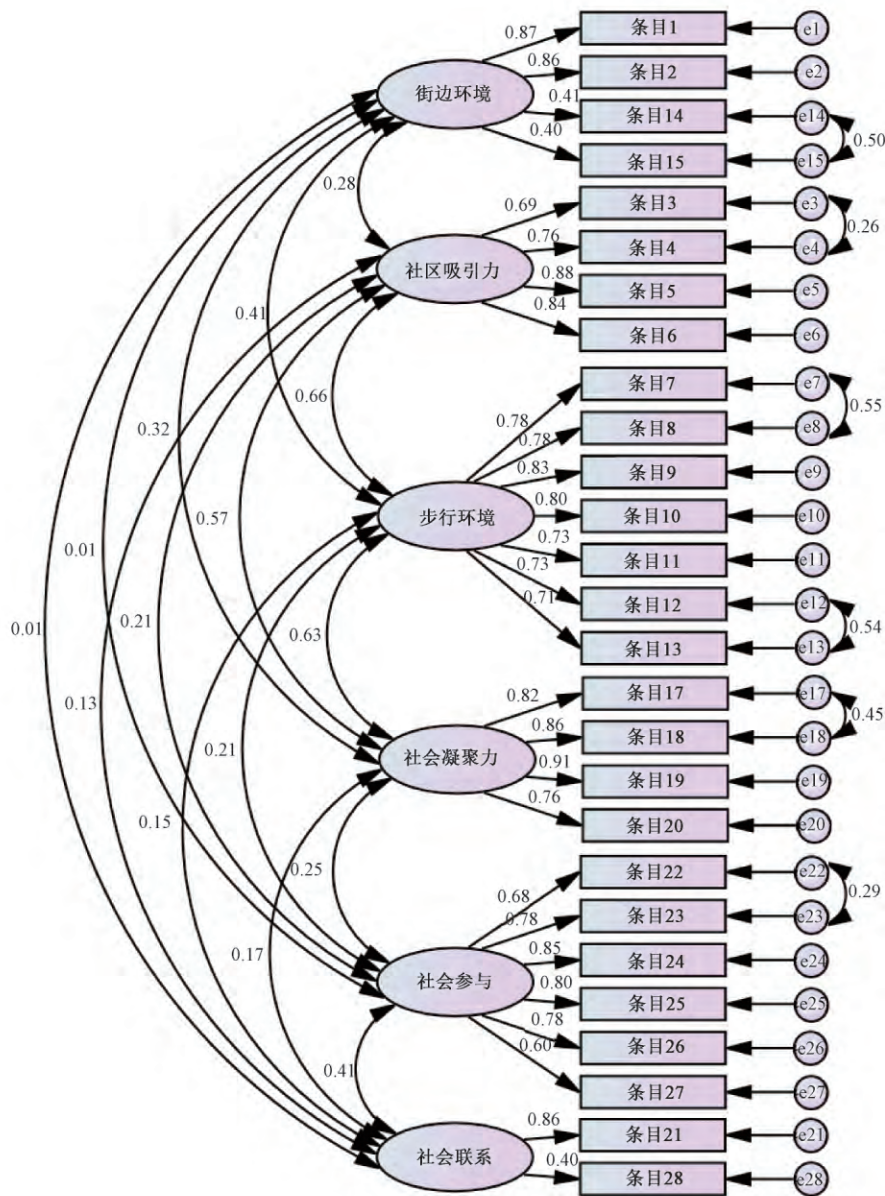 0.87 条目1 e1
0.86 条目2 e2
街边环境
0.41 条目14 e14
0.50
0.40 条目15 e15
0.28
0.69 条目3 e3
0.26
0.76 条目4 e4
社区吸引力
0.88 条目5 e5
0.84 条目6 e6
0.41
0.66
0.78 条目7 e7
0.55
0.78 条目8 e8
0.32
0.83 条目9 e9
步行环境
0.80 条目10 e10
0.57
0.73 条目11 e11
0.01
0.73 条目12 e12
0.54
0.71 条目13 e13
0.01
0.21
0.63
0.82 条目17 e17
0.45
0.13
0.86 条目18 e18
0.21
社会凝聚力
0.91 条目19 e19
0.76 条目20 e20
0.15
0.25
0.68 条目22 e22
0.29
0.78 条目23 e23
0.17
0.85 条目24 e24
社会参与
0.80 条目25 e25
0.78 条目26 e26
0.60 条目27 e27
0.41
0.86 条目21 e21
社会联系
0.40 条目28 e28